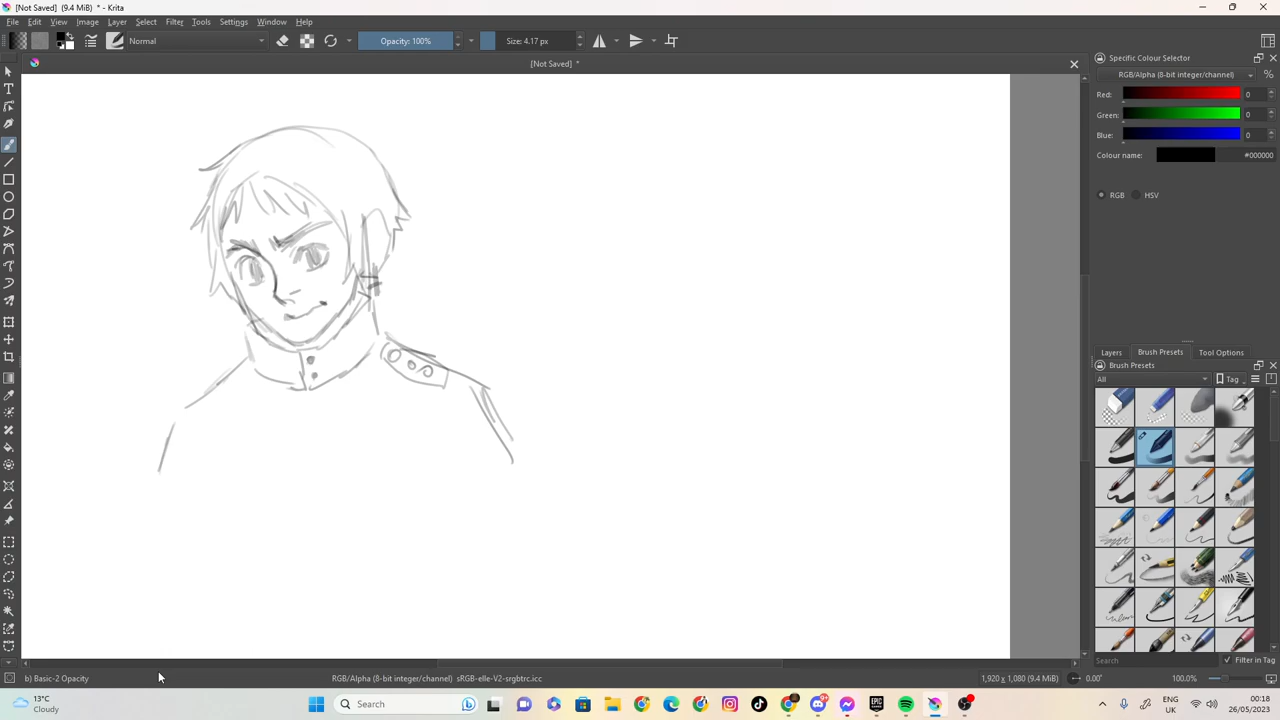 [Not Saved] (9.4 MiB) * - Krita
File Edit View Image Layer Select Filter Tools Settings Window Help
Normal Opacity: 100% Size: 4.17 px
[Not Saved] *
Specific Colour Selector
RGB/Alpha (8-bit integer/channel) %
Red: 0
Green: 0
Blue: 0
Colour name: #000000
RGB HSV
Layers Brush Presets Tool Options
Brush Presets
All Tag
Search Filter in Tag
b) Basic-2 Opacity RGB/Alpha (8-bit integer/channel) sRGB-elle-V2-srgbtrc.icc 1,920 x 1,080 (9.4 MiB) 0.00° 100.0%
13°C
Cloudy
Search
ENG
UK
00:18
26/05/2023